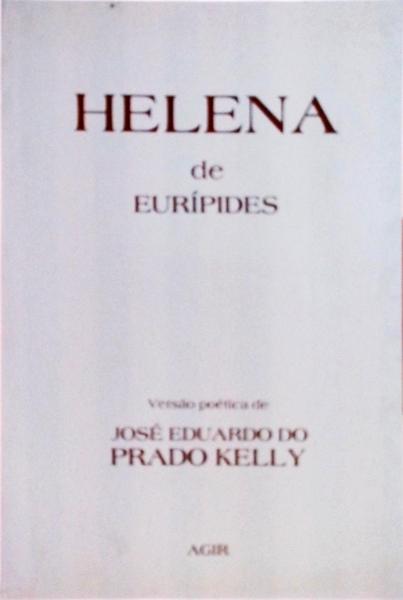 HELENA
de
EURÍPIDES
Versão poética de
JOSÉ EDUARDO DO
PRADO KELLY
AGIR